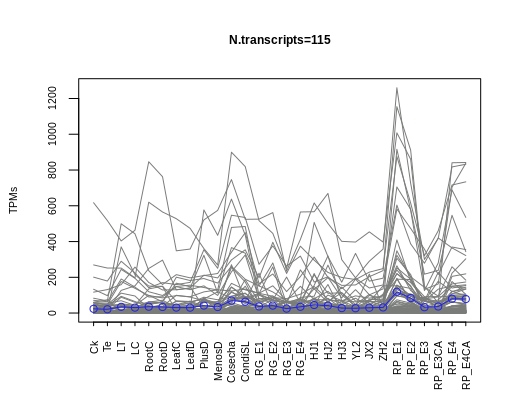 N.transcripts=115
TPMs
1200
1000
800
600
400
200
0
Ck
Te
LT
LC
RootC
RootD
LeafC
LeafD
PlusD
MenosD
Cosecha
CondiSL
RG_E1
RG_E2
RG_E3
RG_E4
HJ1
HJ2
HJ3
YL2
JX2
ZH2
RP_E1
RP_E2
RP_E3
RP_E3CA
RP_E4
RP_E4CA